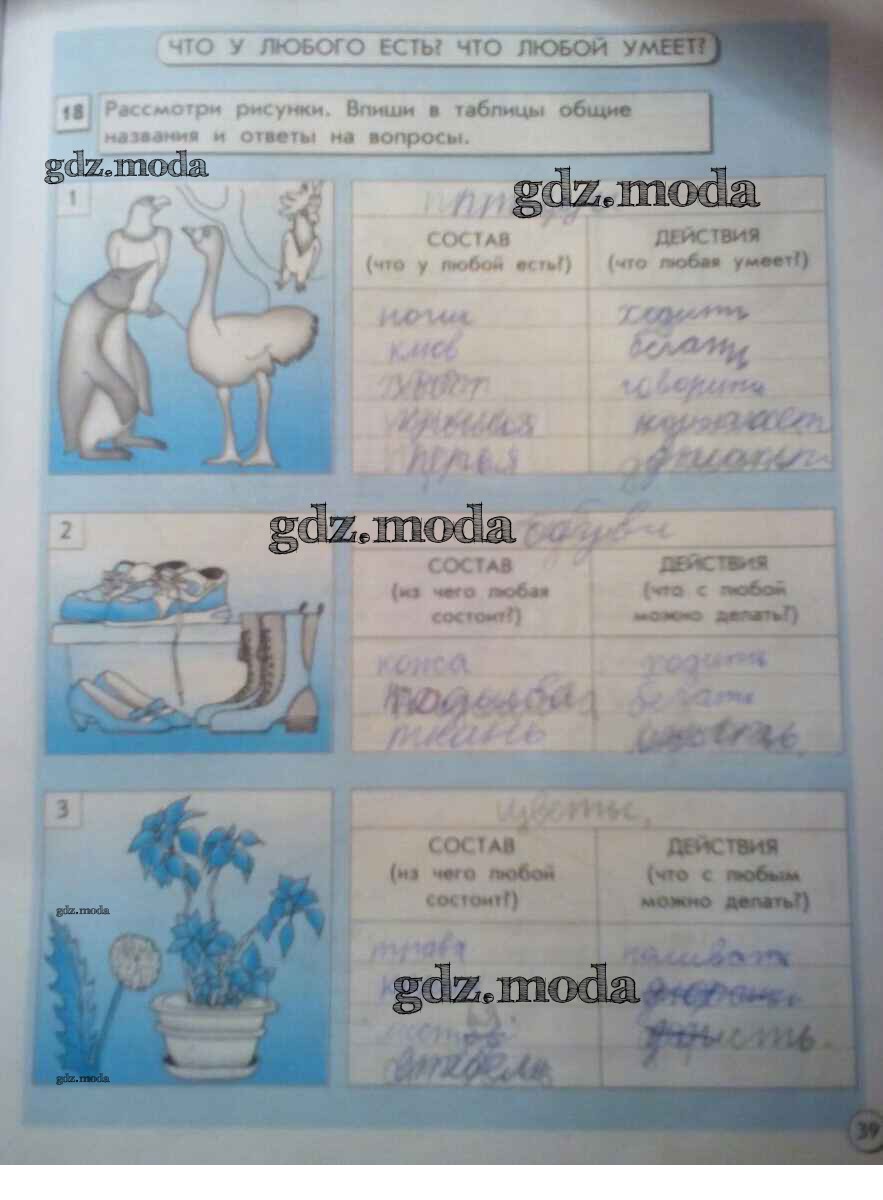 ЧТО У ЛЮБОГО ЕСТЬ? ЧТО ЛЮБОЙ УМЕЕТ?
18 Рассмотри рисунки. Впиши в таблицы общие
названия и ответы на вопросы.
gdz.moda
gdz.moda
1
СОСТАВ
(что у любой есть?)
ДЕЙСТВИЯ
(что любая умеет?)
ноги
ходить
клюв
бегать
говорить
крылья
перья
gdz.moda
2
обуви
СОСТАВ
(из чего любая
состоит?)
ДЕЙСТВИЯ
(что с любой
можно делать?)
кожа
ходить
подошва
бегать
ткань
3
цветы
СОСТАВ
(из чего любой
состоит?)
ДЕЙСТВИЯ
(что с любым
можно делать?)
gdz.moda
трава
поливать
gdz.moda
стебель
gdz.moda
39